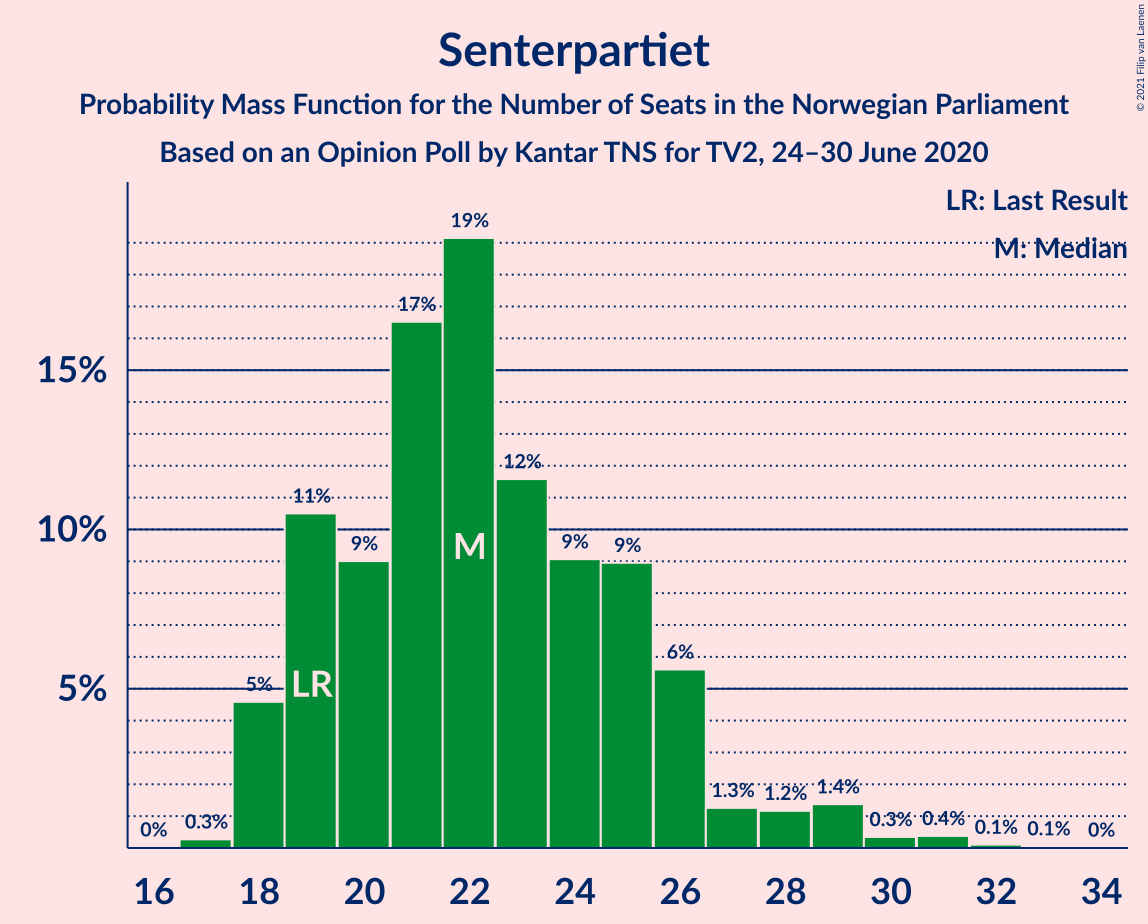 Senterpartiet
Probability Mass Function for the Number of Seats in the Norwegian Parliament
Based on an Opinion Poll by Kantar TNS for TV2, 24–30 June 2020
© 2021 Filip van Laenen
LR: Last Result
M: Median
19%
17%
15%
12%
11%
10%
9%
M
9%
9%
6%
5%
5%
LR
1.3%
1.2%
1.4%
0%
0.3%
0.3%
0.4%
0.1%
0.1%
0%
16 18 20 22 24 26 28 30 32 34